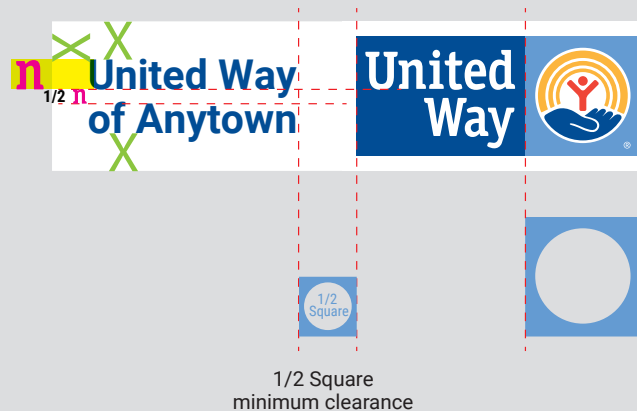 n
1/2 n
United Way
of Anytown
United
Way
®
1/2
Square
1/2 Square
minimum clearance